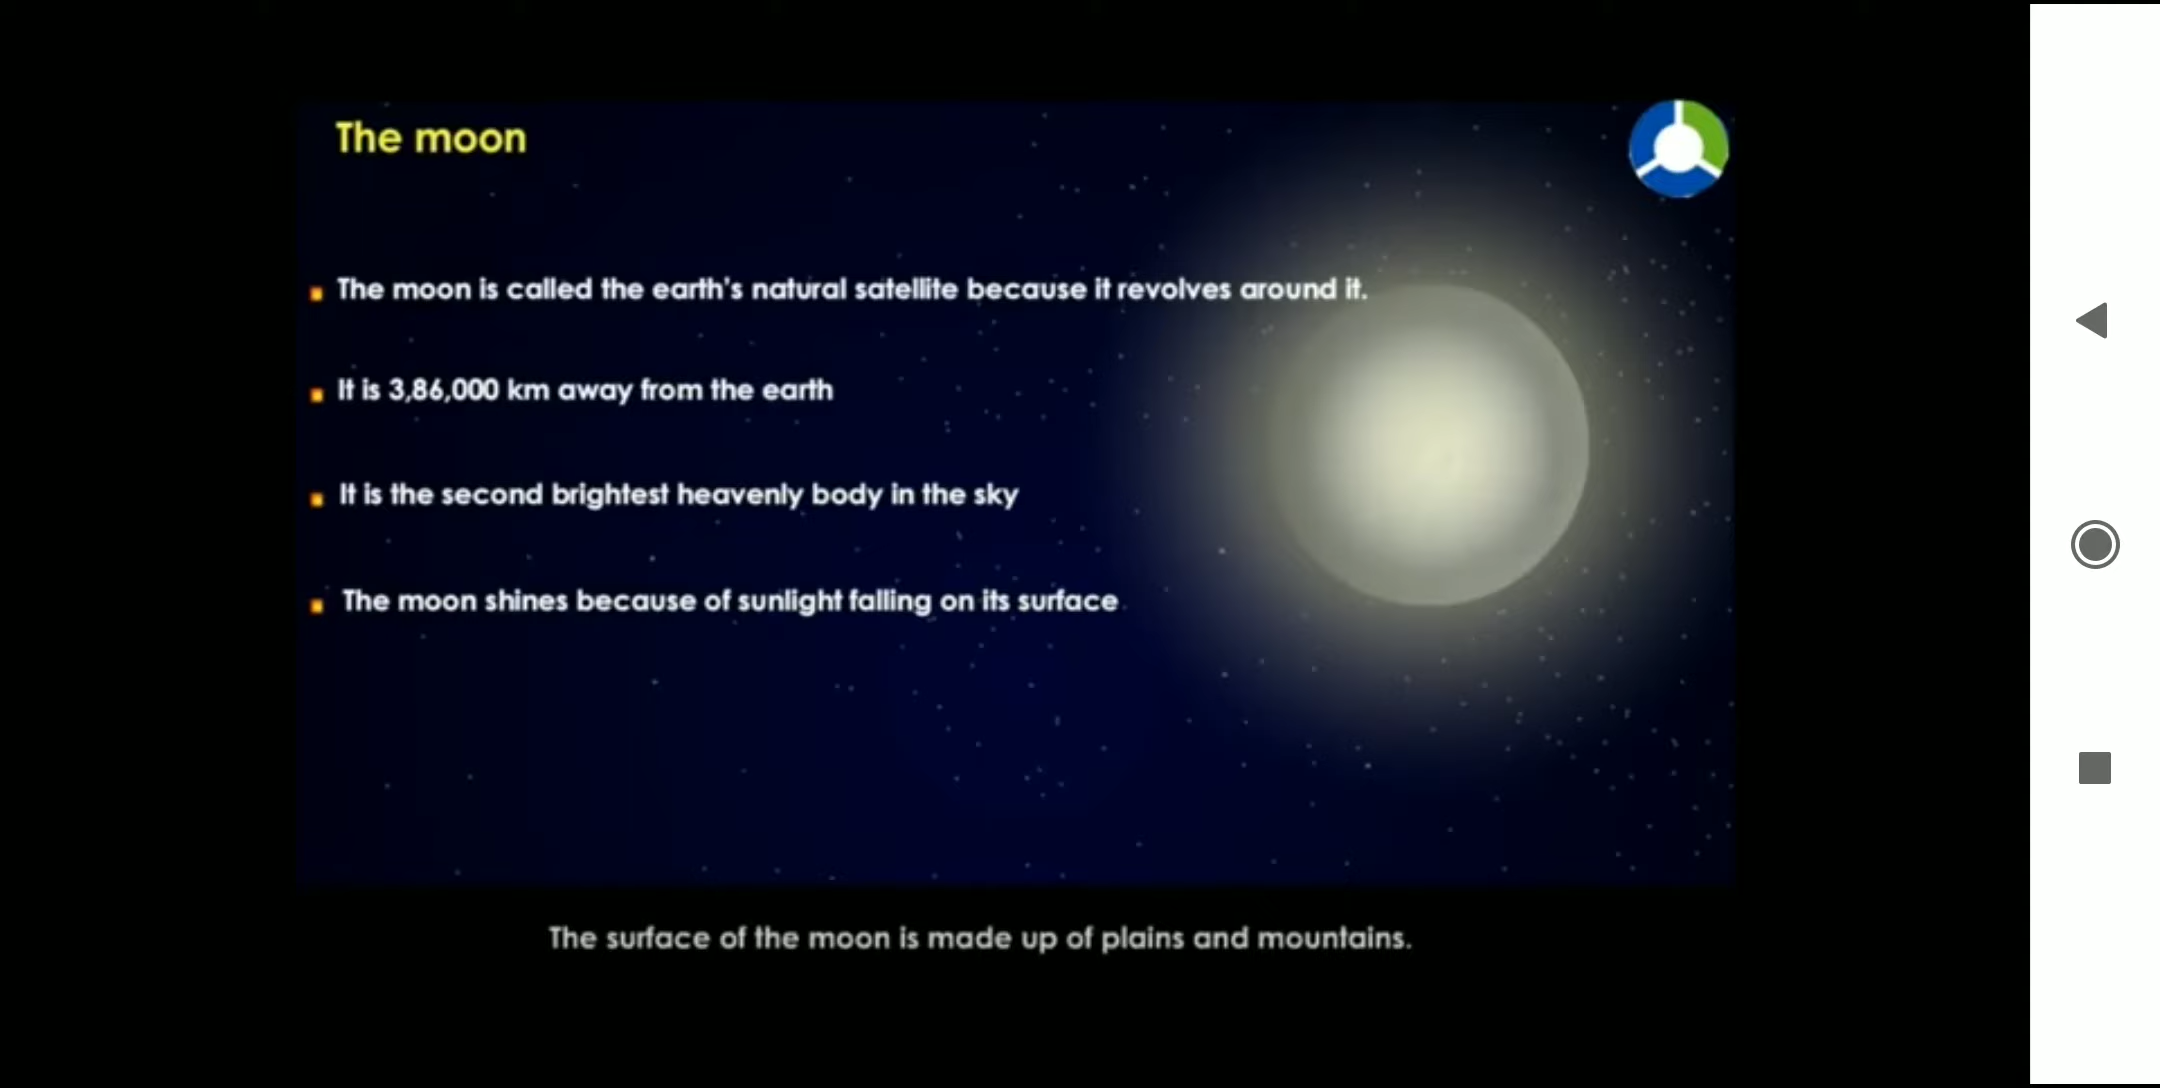 The moon
The moon is called the earth's natural satellite because it revolves around it.
It is 3,86,000 km away from the earth
It is the second brightest heavenly body in the sky
The moon shines because of sunlight falling on its surface
The surface of the moon is made up of plains and mountains.